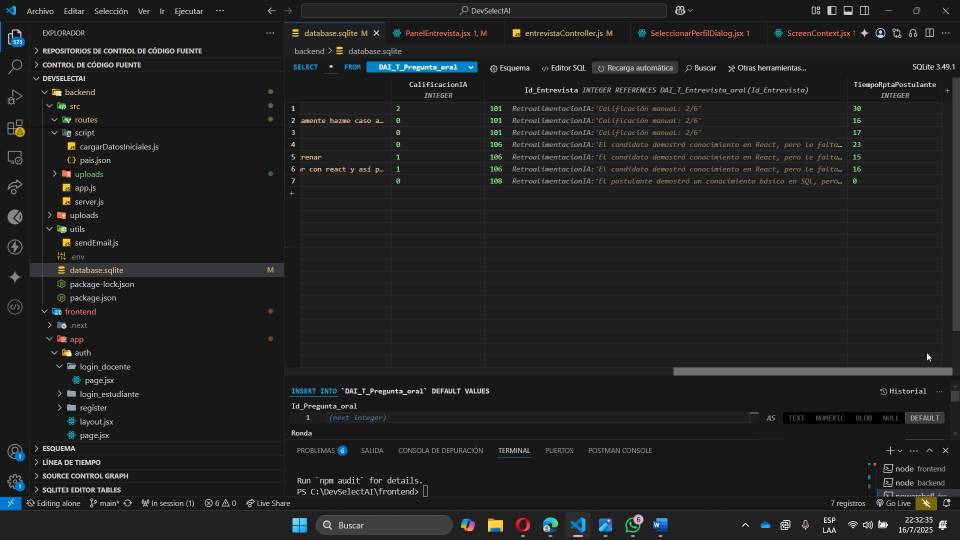 Archivo Editar Selección Ver Ir Ejecutar ··· DevSelectAI
EXPLORADOR
REPOSITORIOS DE CONTROL DE CÓDIGO FUENTE
CONTROL DE CÓDIGO FUENTE
DEVSELECTAI
backend
src
routes
script
cargarDatosIniciales.js
pais.json
uploads
app.js
server.js
uploads
utils
sendEmail.js
.env
database.sqlite M
package-lock.json
package.json
frontend
.next
app
auth
login_docente
page.jsx
login_estudiante
register
layout.jsx
page.jsx
ESQUEMA
LÍNEA DE TIEMPO
SOURCE CONTROL GRAPH
SQLITE3 EDITOR TABLES
database.sqlite M PanelEntrevista.jsx 1, M entrevistaController.js M SeleccionarPerfilDialog.jsx 1 ScreenContext.jsx 1
backend > database.sqlite
SELECT * FROM DAI_T_Pregunta_oral Esquema Editor SQL Recarga automática Buscar Otras herramientas... SQLite 3.49.1
CalificacionIA INTEGER Id_Entrevista INTEGER REFERENCES DAI_T_Entrevista_oral(Id_Entrevista) TiempoRptaPostulante INTEGER
1 2 101 RetroalimentacionIA:"Calificación manual: 2/6" 30
2 amente hazme caso a… 0 101 RetroalimentacionIA:"Calificación manual: 2/6" 16
3 0 101 RetroalimentacionIA:"Calificación manual: 2/6" 17
4 0 106 RetroalimentacionIA:"El candidato demostró conocimiento en React, pero le falta… 23
5 renar 1 106 RetroalimentacionIA:"El candidato demostró conocimiento en React, pero le falta… 15
6 ar con react y así p… 1 106 RetroalimentacionIA:"El candidato demostró conocimiento en React, pero le falta… 16
7 0 108 RetroalimentacionIA:"El postulante demostró un conocimiento básico en SQL, pero… 0
INSERT INTO `DAI_T_Pregunta_oral` DEFAULT VALUES Historial
Id_Pregunta_oral
1 (next integer) AS TEXT NUMERIC BLOB NULL DEFAULT
Ronda
PROBLEMAS 6 SALIDA CONSOLA DE DEPURACIÓN TERMINAL PUERTOS POSTMAN CONSOLE
Run `npm audit` for details.
PS C:\DevSelectAI\frontend>
node frontend
node backend
Editing alone main* In session (1) 6 0 Live Share 7 registros Go Live
Buscar
ESP
LAA
22:32:35
16/7/2025